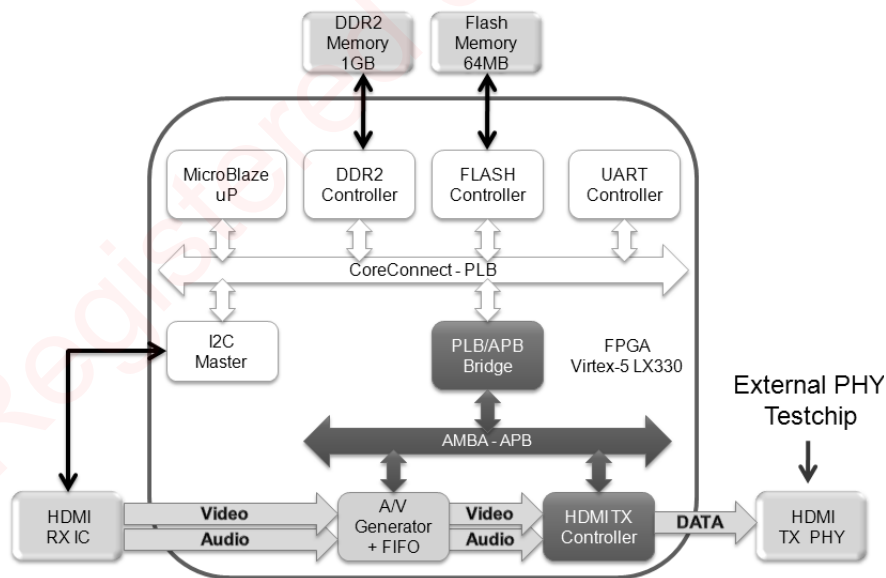 DDR2
Memory
1GB
Flash
Memory
64MB
MicroBlaze
uP
DDR2
Controller
FLASH
Controller
UART
Controller
CoreConnect - PLB
I2C
Master
PLB/APB
Bridge
FPGA
Virtex-5 LX330
External PHY
Testchip
AMBA - APB
HDMI
RX IC
Video
Audio
A/V
Generator
+ FIFO
Video
Audio
HDMI TX
Controller
DATA
HDMI
TX PHY
Registered